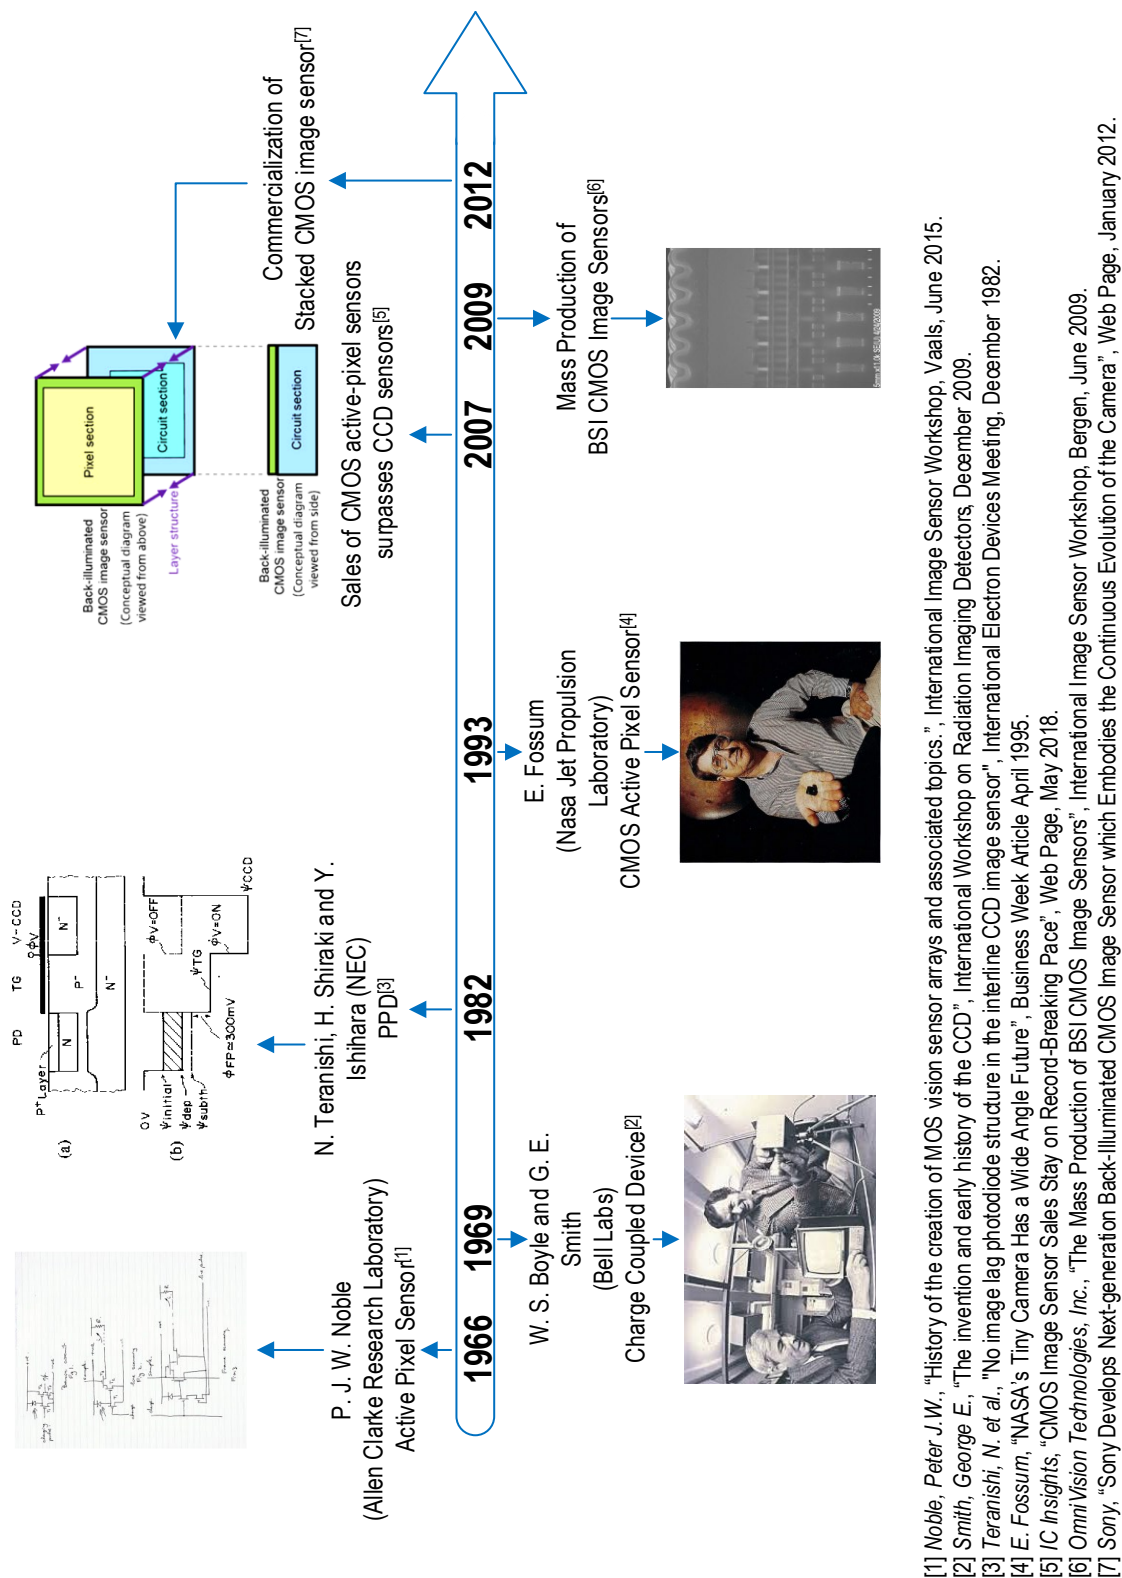 P. J. W. Noble
(Allen Clarke Research Laboratory)
Active Pixel Sensor[1]
PD TG V-CCD
P⁺Layer
ϕV
N
P⁻
N⁻
N⁻
(a)
0V
Ψinitial
Ψdep
Ψsubth
ϕFP≃300mV
ΨTG
ϕV=OFF
ϕV=ON
ΨCCD
(b)
N. Teranishi, H. Shiraki and Y.
Ishihara (NEC)
PPD[3]
Back-illuminated
CMOS image sensor
(Conceptual diagram
viewed from above)
Layer structure
Pixel section
Circuit section
Back-illuminated
CMOS image sensor
(Conceptual diagram
viewed from side)
Circuit section
Sales of CMOS active-pixel sensors
surpasses CCD sensors[5]
Commercialization of
Stacked CMOS image sensor[7]
1966 1969 1982 1993 2007 2009 2012
W. S. Boyle and G. E.
Smith
(Bell Labs)
Charge Coupled Device[2]
E. Fossum
(Nasa Jet Propulsion
Laboratory)
CMOS Active Pixel Sensor[4]
Mass Production of
BSI CMOS Image Sensors[6]
5mm x11.0k SE(UL) 4/24/2009
[1] Noble, Peter J.W., “History of the creation of MOS vision sensor arrays and associated topics.”, International Image Sensor Workshop, Vaals, June 2015.
[2] Smith, George E., “The invention and early history of the CCD”, International Workshop on Radiation Imaging Detectors, December 2009.
[3] Teranishi, N. et al., "No image lag photodiode structure in the interline CCD image sensor", International Electron Devices Meeting, December 1982.
[4] E. Fossum, “NASA's Tiny Camera Has a Wide Angle Future”, Business Week Article April 1995.
[5] IC Insights, “CMOS Image Sensor Sales Stay on Record-Breaking Pace”, Web Page, May 2018.
[6] OmniVision Technologies, Inc., “The Mass Production of BSI CMOS Image Sensors”, International Image Sensor Workshop, Bergen, June 2009.
[7] Sony, “Sony Develops Next-generation Back-Illuminated CMOS Image Sensor which Embodies the Continuous Evolution of the Camera”, Web Page, January 2012.